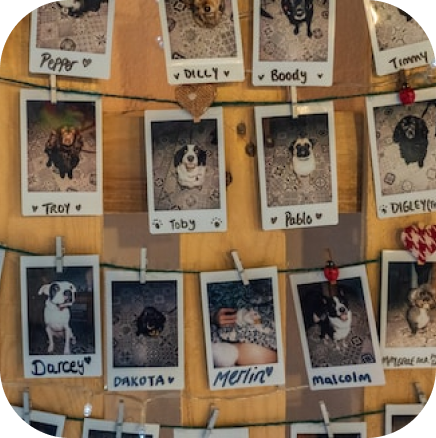 Pepper
DILLY
Boody
Timmy
TROY
Toby
Pablo
Darcey
DAKOTA
Merlin
malcolm